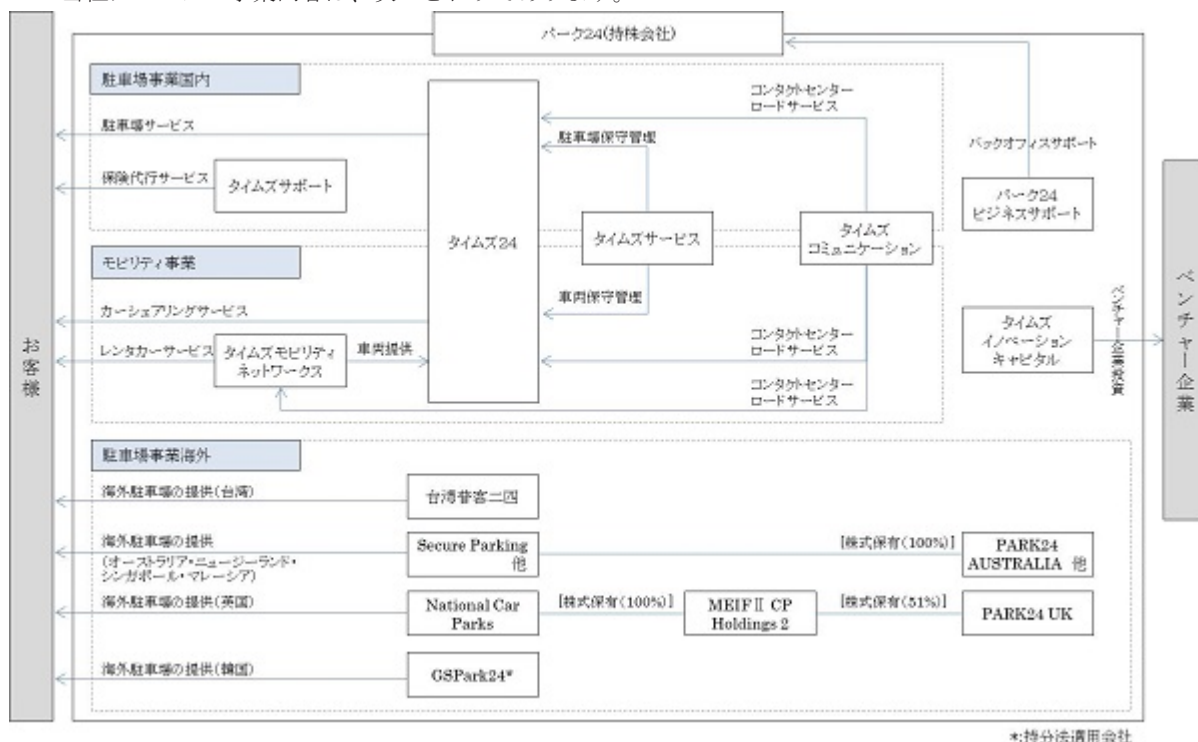 パーク24(持株会社)
駐車場事業国内
駐車場サービス
保険代行サービス
タイムズサポート
タイムズ24
コンタクトセンター
ロードサービス
駐車場保守管理
タイムズサービス
タイムズ
コミュニケーション
バックオフィスサポート
パーク24
ビジネスサポート
モビリティ事業
車両保守管理
カーシェアリングサービス
レンタカーサービス
タイムズモビリティ
ネットワークス
車両提供
コンタクトセンター
ロードサービス
コンタクトセンター
ロードサービス
タイムズ
イノベーション
キャピタル
ベンチャー企業投資
ベンチャー企業
お客様
駐車場事業海外
海外駐車場の提供(台湾)
台湾普客二四
海外駐車場の提供
(オーストラリア・ニュージーランド・
シンガポール・マレーシア)
Secure Parking
他
[株式保有(100%)]
PARK24
AUSTRALIA 他
海外駐車場の提供(英国)
National Car
Parks
[株式保有(100%)]
MEIFⅡ CP
Holdings 2
[株式保有(51%)]
PARK24 UK
海外駐車場の提供(韓国)
GSPark24*
*:持分法適用会社